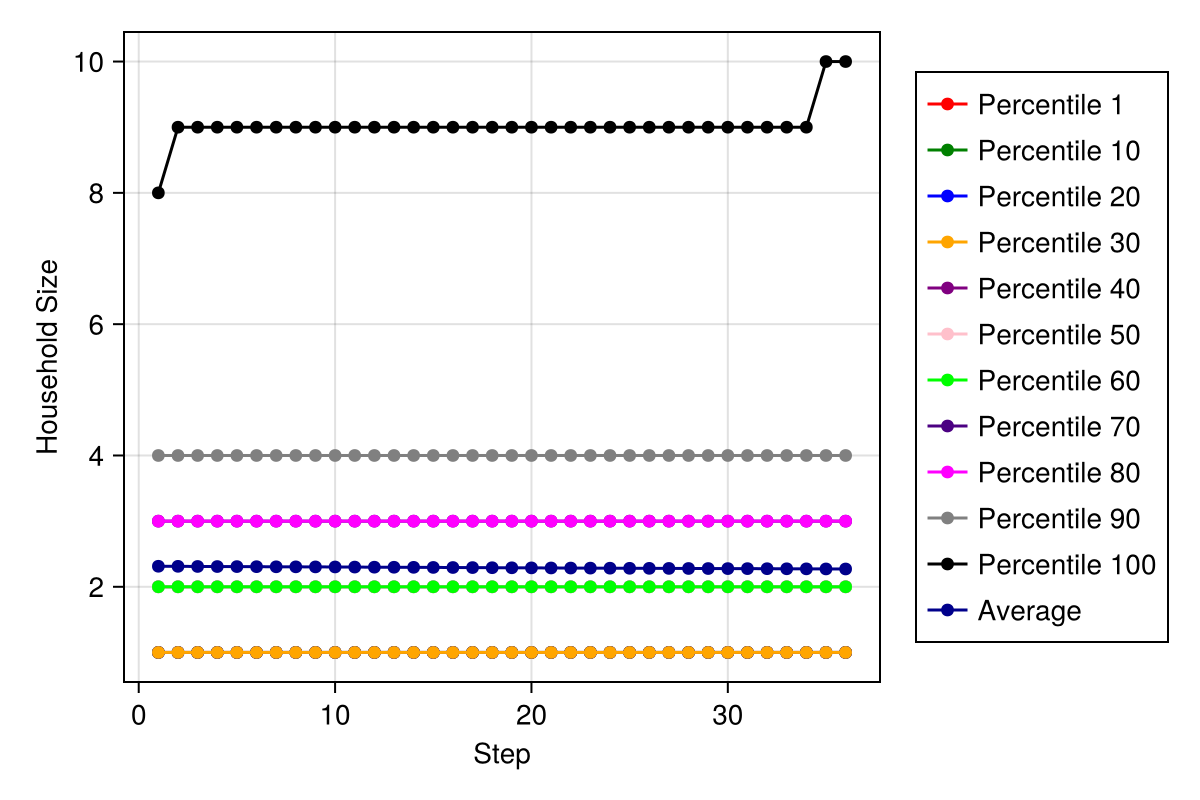 10
8
6
4
2
Household Size
0 10 20 30
Step
Percentile 1
Percentile 10
Percentile 20
Percentile 30
Percentile 40
Percentile 50
Percentile 60
Percentile 70
Percentile 80
Percentile 90
Percentile 100
Average